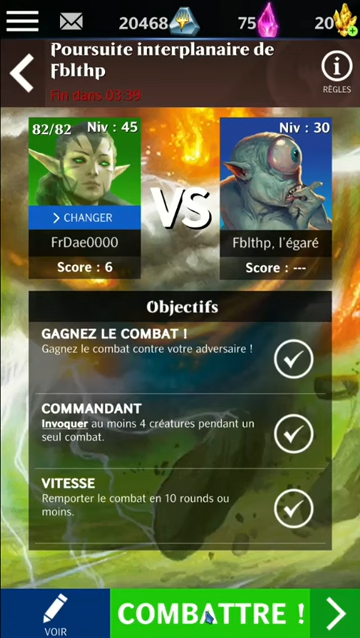 20468 75 20
Poursuite interplanaire de
Fblthp
Fin dans 03:39
RÈGLES
82/82 Niv : 45
Niv : 30
CHANGER
VS
FrDae0000
Fblthp, l'égaré
Score : 6
Score : ---
Objectifs
GAGNEZ LE COMBAT !
Gagnez le combat contre votre adversaire !
COMMANDANT
Invoquer au moins 4 créatures pendant un
seul combat.
VITESSE
Remporter le combat en 10 rounds ou
moins.
VOIR
COMBATTRE !